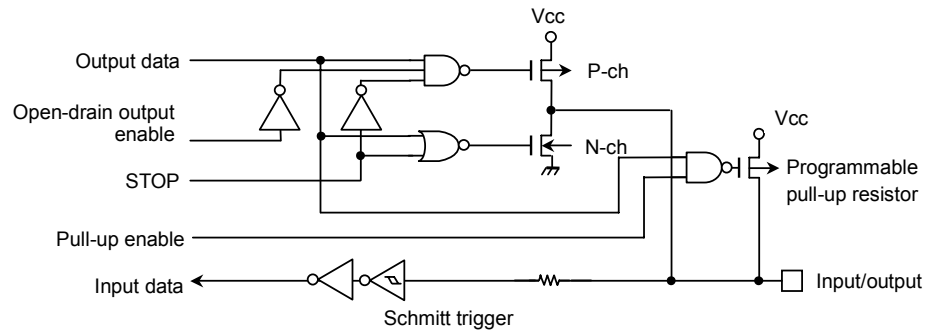 Vcc
Output data
P-ch
Open-drain output
enable
Vcc
N-ch
Programmable
pull-up resistor
STOP
Pull-up enable
Input data
Input/output
Schmitt trigger